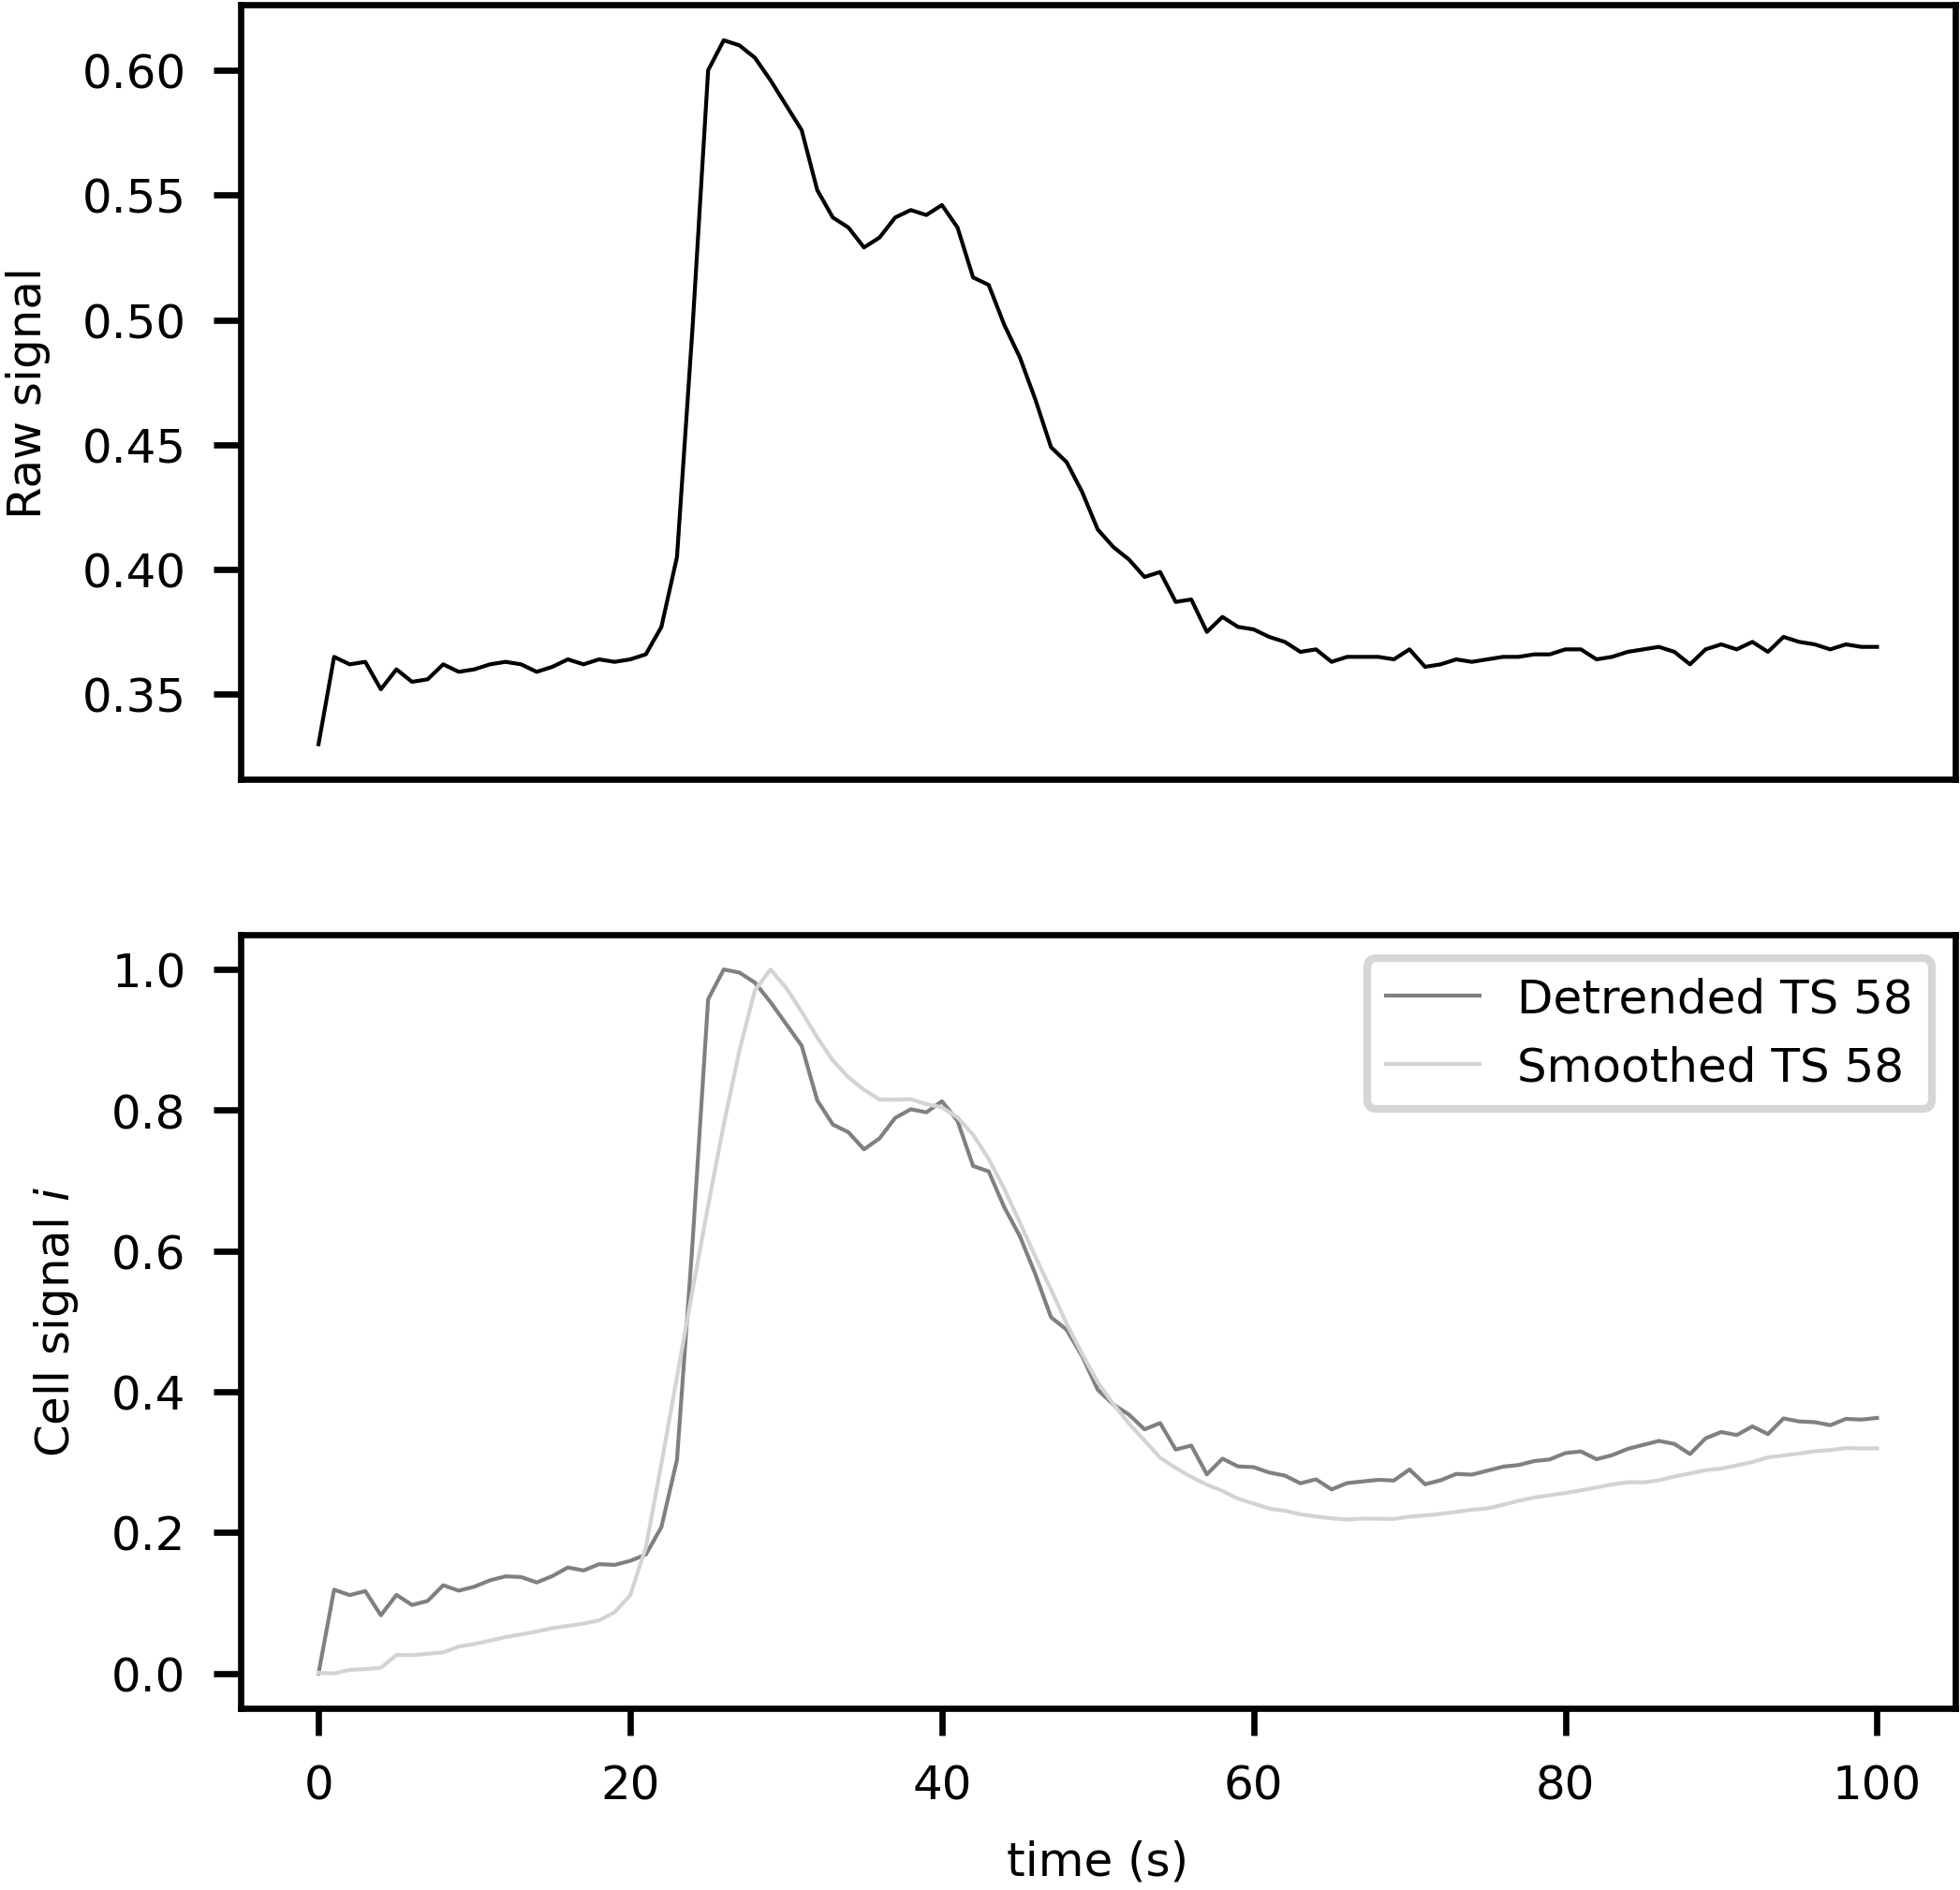 Raw signal
0.60
0.55
0.50
0.45
0.40
0.35
Cell signal i
1.0
0.8
0.6
0.4
0.2
0.0
Detrended TS 58
Smoothed TS 58
0 20 40 60 80 100
time (s)